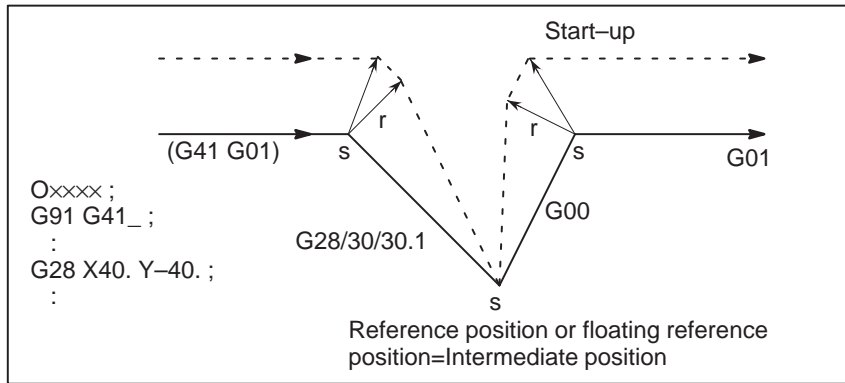 Start–up
r
r
(G41 G01)
s
s
G01
O×××× ;
G91 G41_ ;
:
G28 X40. Y–40. ;
:
G28/30/30.1
G00
s
Reference position or floating reference
position=Intermediate position